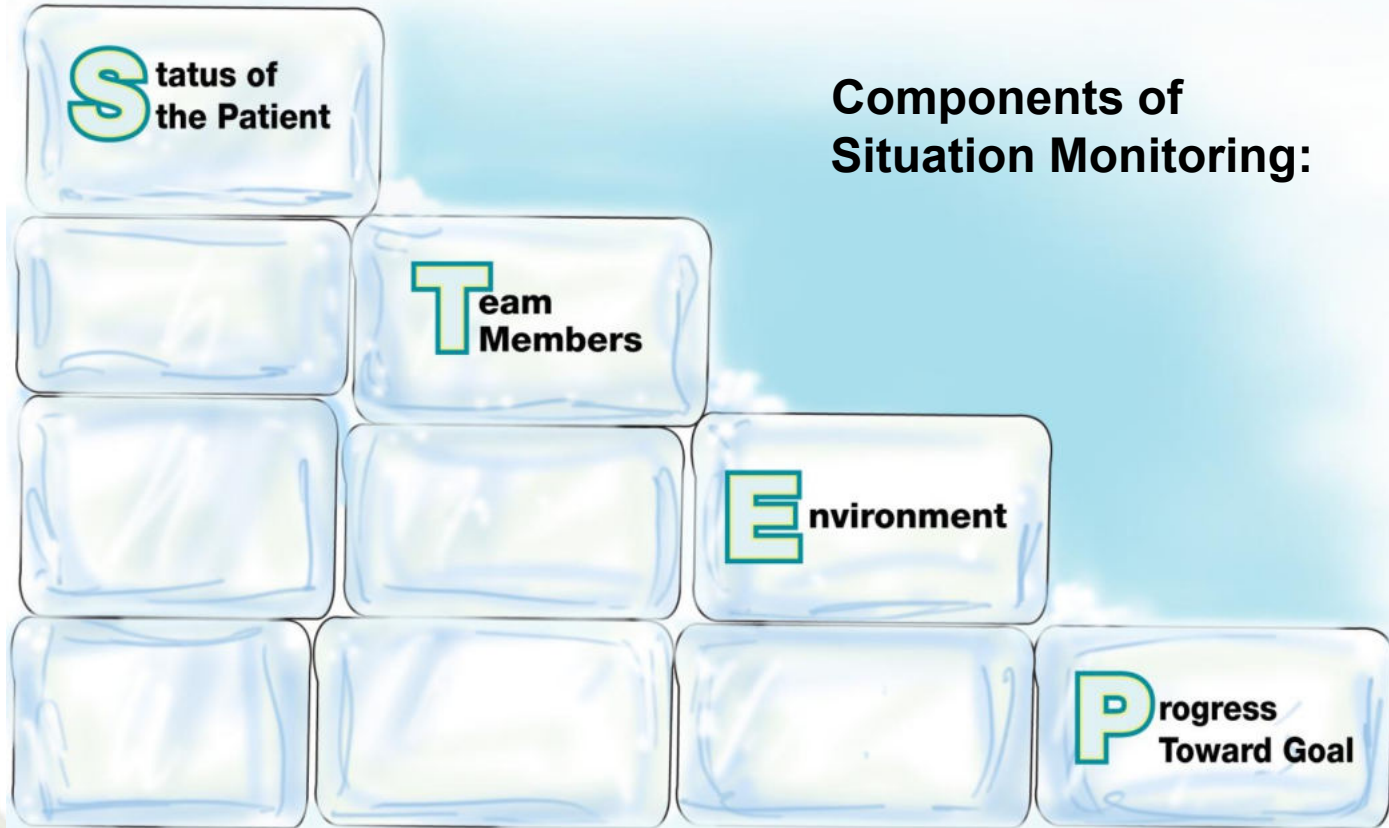 Components of
Situation Monitoring:
Status of
the Patient
Team
Members
Environment
Progress
Toward Goal